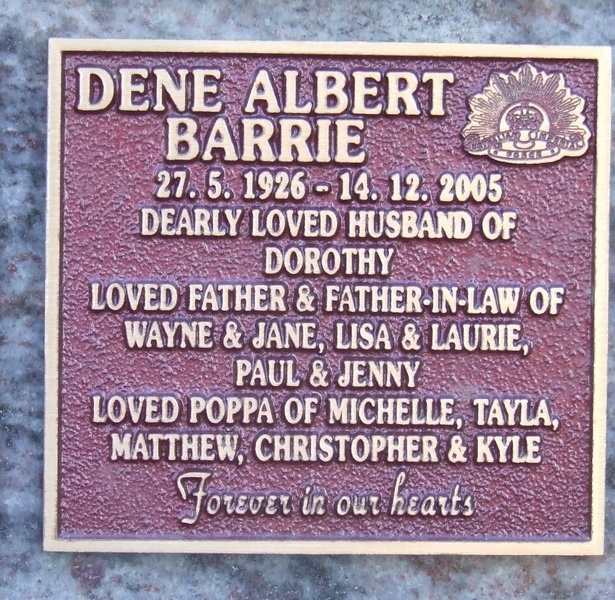 DENE ALBERT
BARRIE
27. 5. 1926 - 14. 12. 2005
DEARLY LOVED HUSBAND OF
DOROTHY
LOVED FATHER & FATHER-IN-LAW OF
WAYNE & JANE, LISA & LAURIE,
PAUL & JENNY
LOVED POPPA OF MICHELLE, TAYLA,
MATTHEW, CHRISTOPHER & KYLE
Forever in our hearts